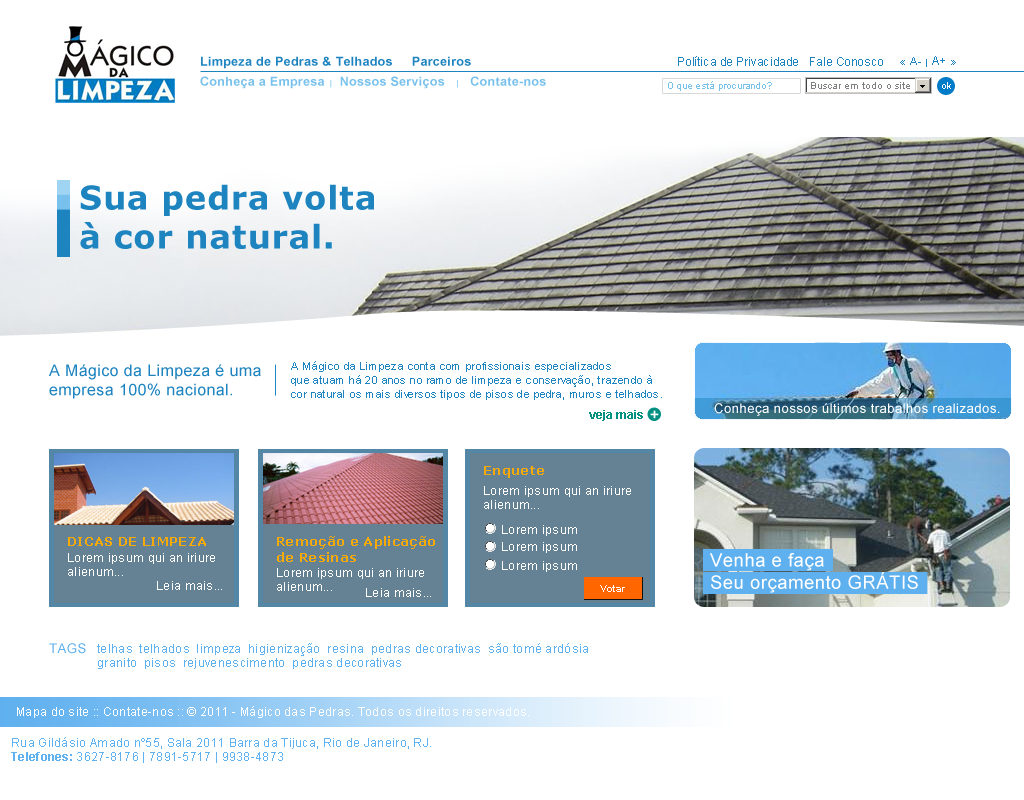 MÁGICO
DA
LIMPEZA
Limpeza de Pedras & Telhados Parceiros
Conheça a Empresa | Nossos Serviços | Contate-nos
Política de Privacidade Fale Conosco « A- | A+ »
O que está procurando? Buscar em todo o site ok
Sua pedra volta
à cor natural.
A Mágico da Limpeza é uma
empresa 100% nacional.
A Mágico da Limpeza conta com profissionais especializados
que atuam há 20 anos no ramo de limpeza e conservação, trazendo à
cor natural os mais diversos tipos de pisos de pedra, muros e telhados.
veja mais
Conheça nossos últimos trabalhos realizados.
DICAS DE LIMPEZA
Lorem ipsum qui an iriure
alienum...
Leia mais...
Remoção e Aplicação
de Resinas
Lorem ipsum qui an iriure
alienum...
Leia mais...
Enquete
Lorem ipsum qui an iriure
alienum...
Lorem ipsum
Lorem ipsum
Lorem ipsum
Votar
Venha e faça
Seu orçamento GRÁTIS
TAGS telhas telhados limpeza higienização resina pedras decorativas são tomé ardósia
granito pisos rejuvenescimento pedras decorativas
Mapa do site :: Contate-nos :: © 2011 - Mágico das Pedras. Todos os direitos reservados.
Rua Gildásio Amado nº55, Sala 2011 Barra da Tijuca, Rio de Janeiro, RJ.
Telefones: 3627-8176 | 7891-5717 | 9938-4873